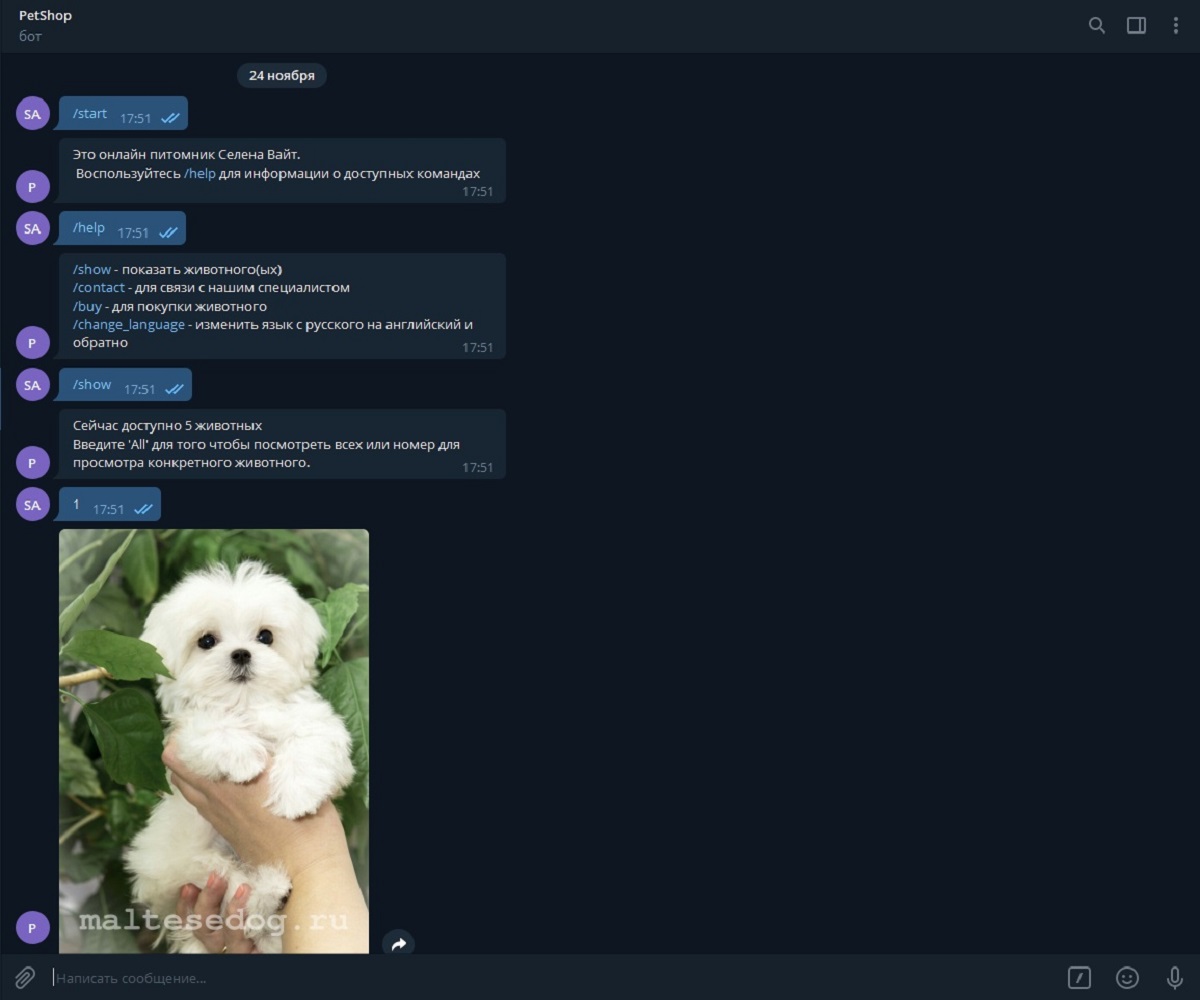 PetShop
бот
24 ноября
SA
/start 17:51
Это онлайн питомник Селена Вайт.
Воспользуйтесь /help для информации о доступных командах
17:51
P
SA
/help 17:51
/show - показать животного(ых)
/contact - для связи с нашим специалистом
/buy - для покупки животного
/change_language - изменить язык с русского на английский и
обратно
17:51
P
SA
/show 17:51
Сейчас доступно 5 животных
Введите 'All' для того чтобы посмотреть всех или номер для
просмотра конкретного животного.
17:51
P
SA
1 17:51
maltesedog.ru
P
Написать сообщение...